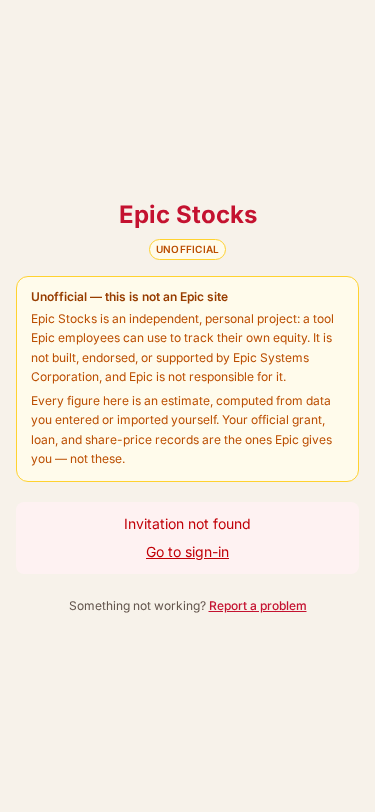 Epic Stocks
UNOFFICIAL
Unofficial — this is not an Epic site
Epic Stocks is an independent, personal project: a tool
Epic employees can use to track their own equity. It is
not built, endorsed, or supported by Epic Systems
Corporation, and Epic is not responsible for it.
Every figure here is an estimate, computed from data
you entered or imported yourself. Your official grant,
loan, and share-price records are the ones Epic gives
you — not these.
Invitation not found
Go to sign-in
Something not working? Report a problem